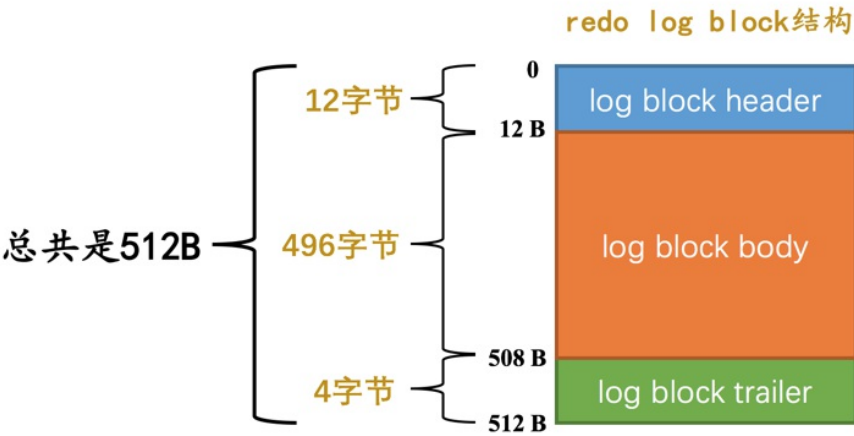 redo log block结构
0
12字节
log block header
12 B
总共是512B
496字节
log block body
508 B
4字节
log block trailer
512 B